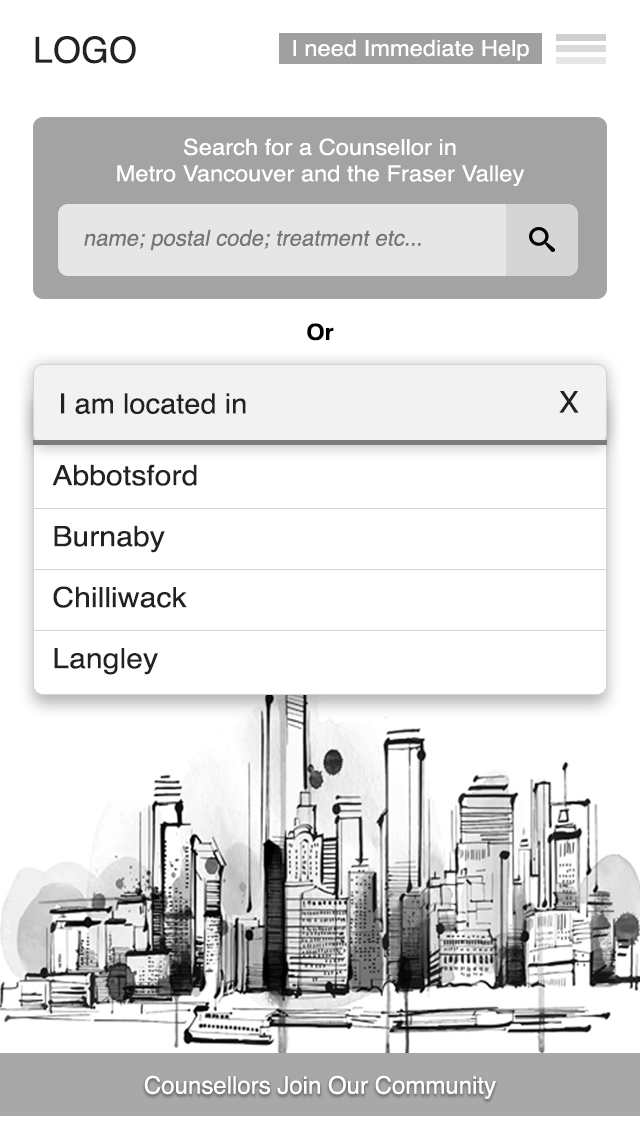 LOGO
I need Immediate Help
Search for a Counsellor in
Metro Vancouver and the Fraser Valley
name; postal code; treatment etc...
Or
I am located in X
Abbotsford
Burnaby
Chilliwack
Langley
Counsellors Join Our Community